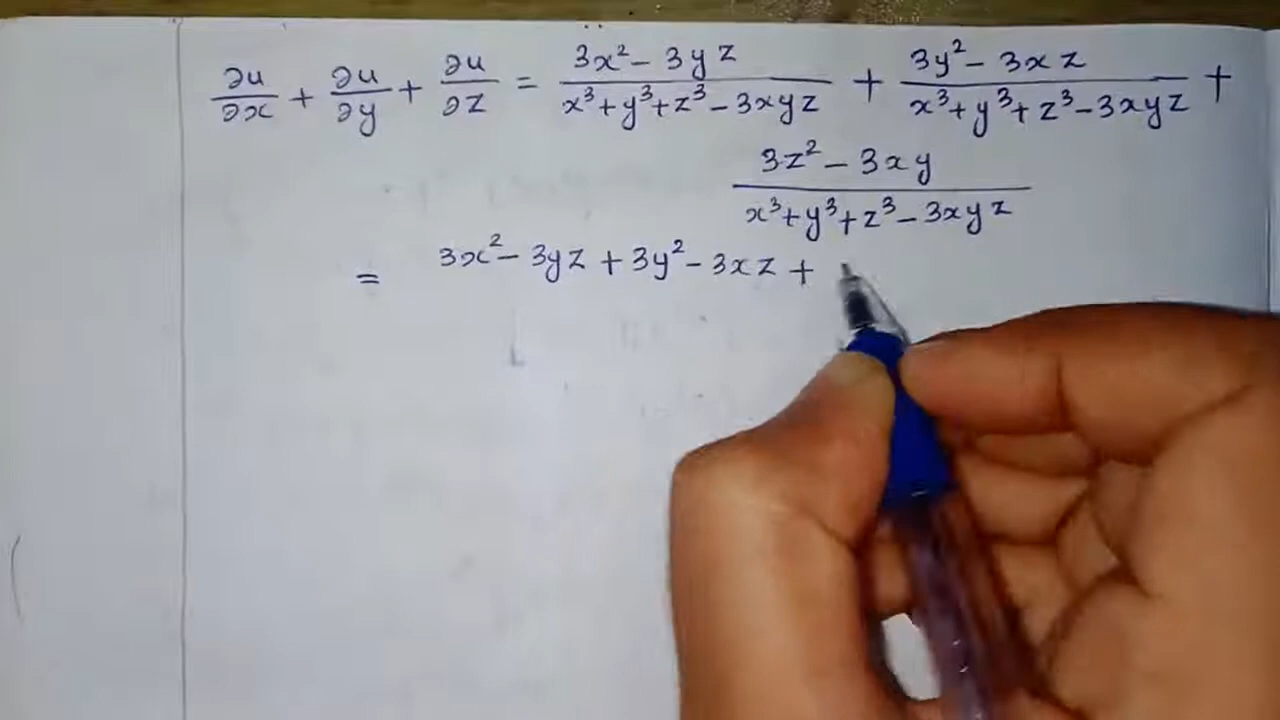 ∂u/∂x + ∂u/∂y + ∂u/∂z = (3x² - 3yz)/(x³+y³+z³-3xyz) + (3y² - 3xz)/(x³+y³+z³-3xyz) +
(3z² - 3xy)/(x³+y³+z³-3xyz)
= 3x² - 3yz + 3y² - 3xz +